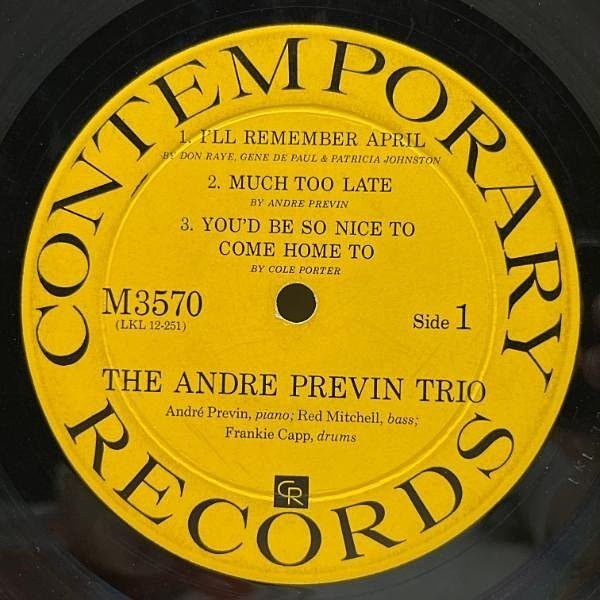 CONTEMPORARY
1. I'LL REMEMBER APRIL
BY DON RAYE, GENE DE PAUL & PATRICIA JOHNSTON
2. MUCH TOO LATE
BY ANDRE PREVIN
3. YOU'D BE SO NICE TO
COME HOME TO
BY COLE PORTER
M3570
(LKL 12-251)
Side 1
THE ANDRE PREVIN TRIO
André Previn, piano; Red Mitchell, bass;
Frankie Capp, drums
CR
RECORDS
LKL